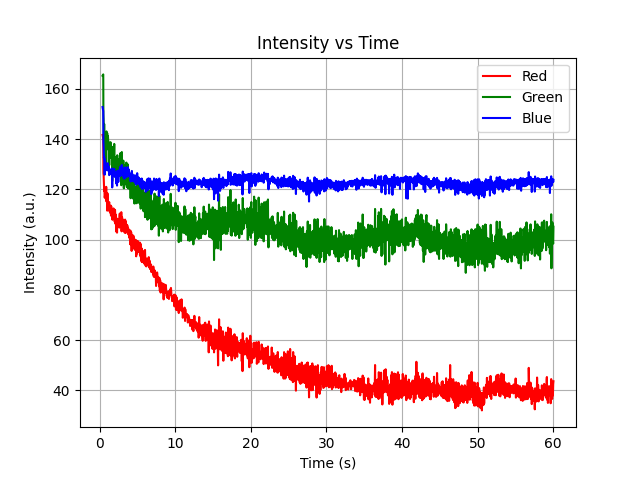 Intensity vs Time
Red
Green
Blue
160
140
120
100
80
60
40
Intensity (a.u.)
0 10 20 30 40 50 60
Time (s)